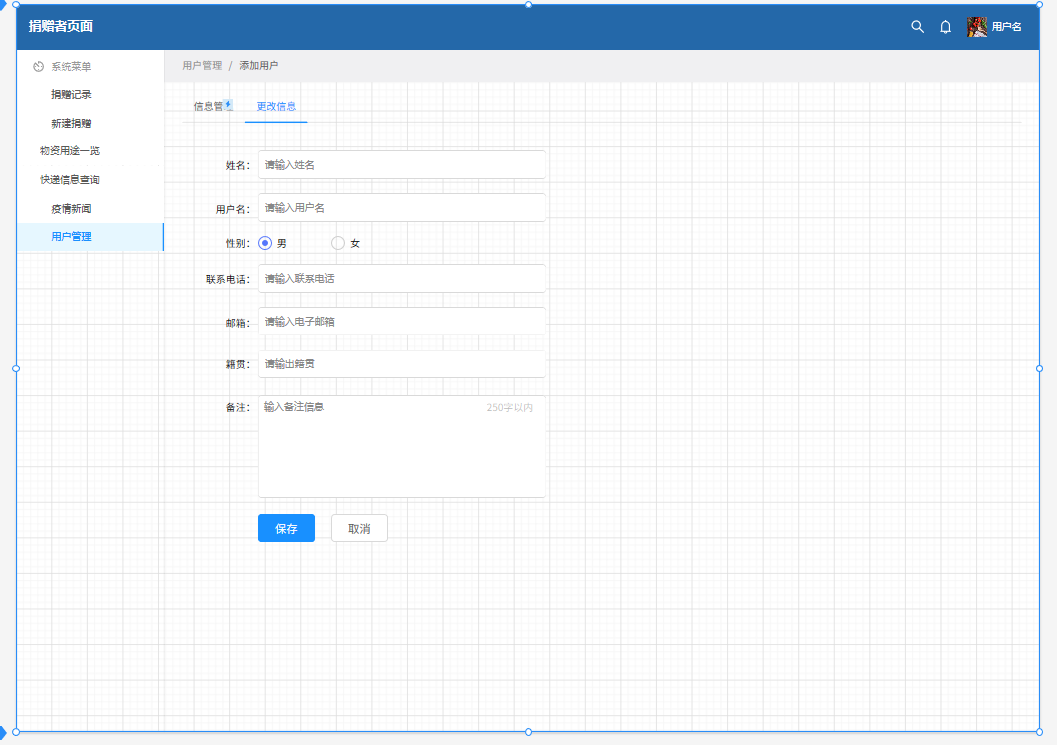 捐赠者页面
用户名
系统菜单
捐赠记录
新建捐赠
物资用途一览
快递信息查询
疫情新闻
用户管理
用户管理 / 添加用户
信息管 更改信息
姓名: 请输入姓名
用户名: 请输入用户名
性别: 男 女
联系电话: 请输入联系电话
邮箱: 请输入电子邮箱
籍贯: 请输出籍贯
备注: 输入备注信息 250字以内
保存 取消